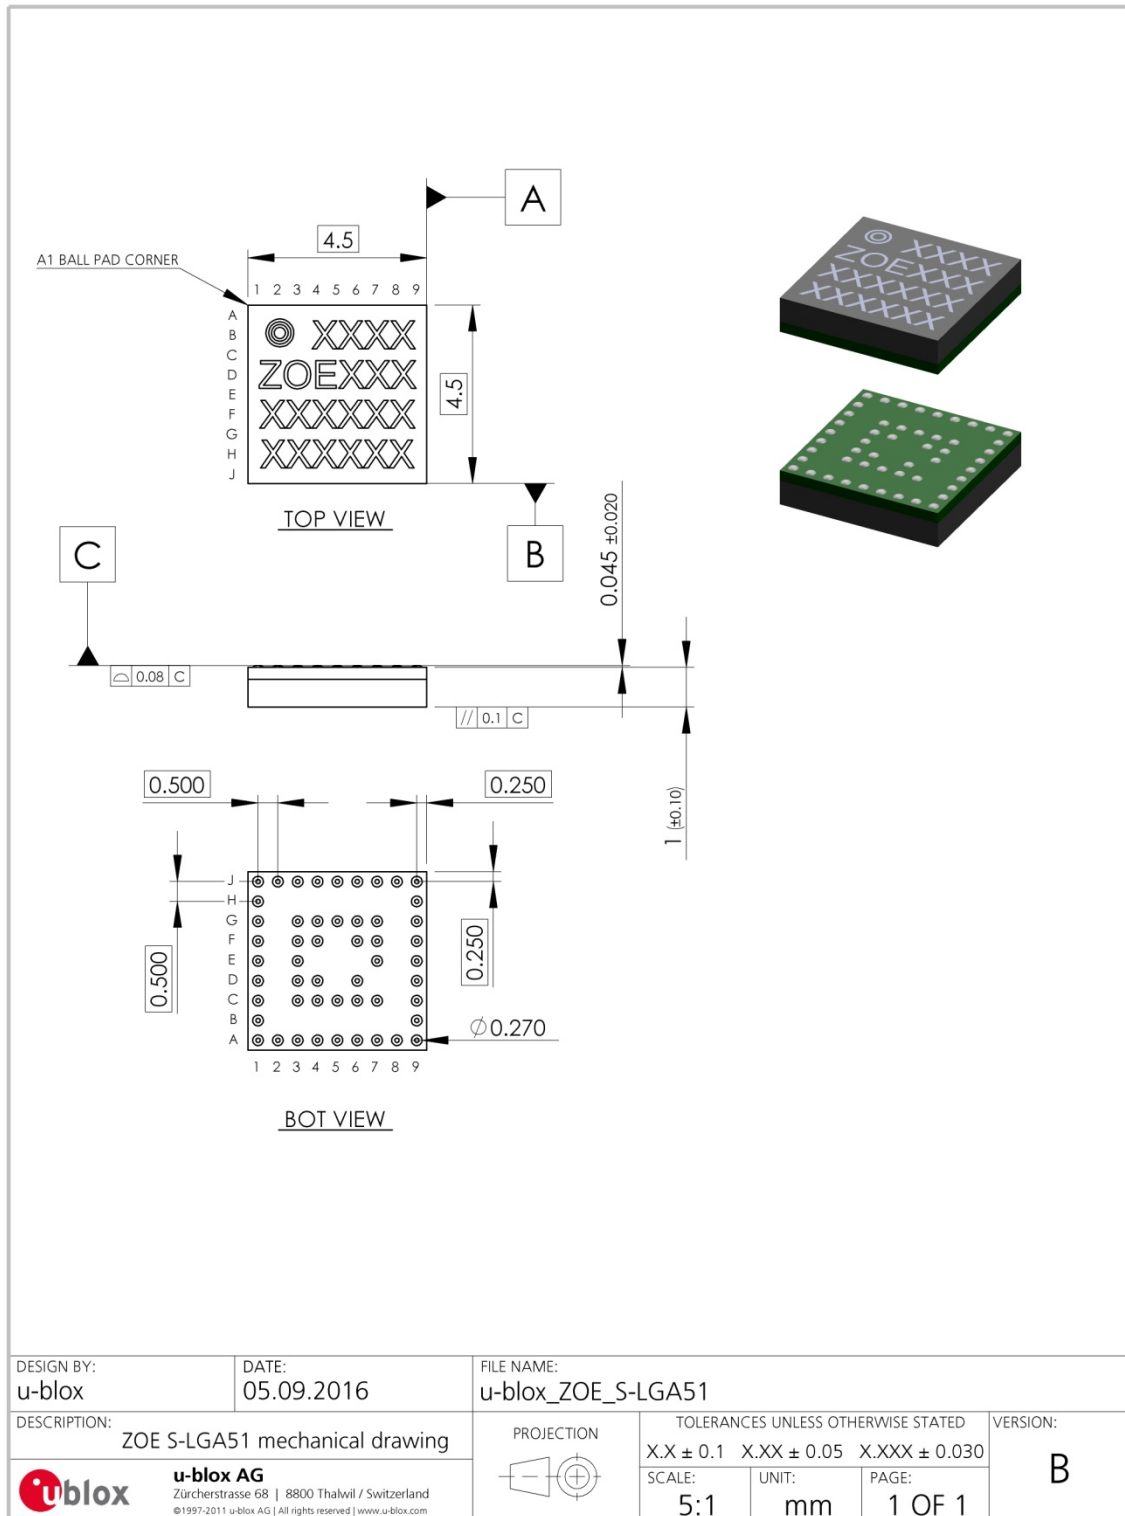 A
4.5
A1 BALL PAD CORNER
1 2 3 4 5 6 7 8 9
A
B
C
D
E
F
G
H
J
XXXX
ZOEXXX
XXXXXX
XXXXXX
4.5
TOP VIEW
B
XXXX
ZOEXXX
XXXXXX
XXXXXX
C
0.045 ±0.020
⌓ 0.08 C
// 0.1 C
1 (±0.10)
0.500
0.250
0.500
0.250
J
H
G
F
E
D
C
B
A
∅0.270
1 2 3 4 5 6 7 8 9
BOT VIEW
DESIGN BY:
u-blox
DATE:
05.09.2016
FILE NAME:
u-blox_ZOE_S-LGA51
DESCRIPTION:
ZOE S-LGA51 mechanical drawing
PROJECTION
TOLERANCES UNLESS OTHERWISE STATED
X.X ± 0.1 X.XX ± 0.05 X.XXX ± 0.030
VERSION:
B
ublox
u-blox AG
Zürcherstrasse 68 | 8800 Thalwil / Switzerland
©1997-2011 u-blox AG | All rights reserved | www.u-blox.com
SCALE:
5:1
UNIT:
mm
PAGE:
1 OF 1